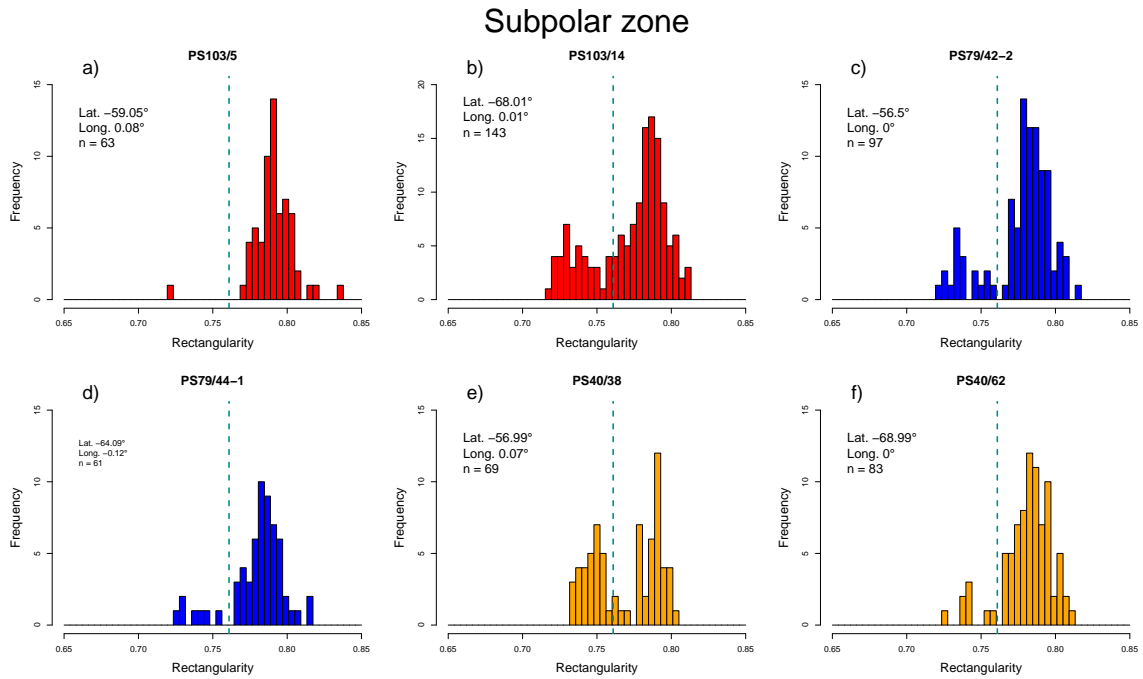 Subpolar zone
PS103/5
a)
Lat. −59.05°
Long. 0.08°
n = 63
Frequency
0
5
10
15
0.65 0.70 0.75 0.80 0.85
Rectangularity
PS103/14
b)
Lat. −68.01°
Long. 0.01°
n = 143
Frequency
0
5
10
15
20
0.65 0.70 0.75 0.80 0.85
Rectangularity
PS79/42−2
c)
Lat. −56.5°
Long. 0°
n = 97
Frequency
0
5
10
15
0.65 0.70 0.75 0.80 0.85
Rectangularity
PS79/44−1
d)
Lat. −64.09°
Long. −0.12°
n = 61
Frequency
0
5
10
15
0.65 0.70 0.75 0.80 0.85
Rectangularity
PS40/38
e)
Lat. −56.99°
Long. 0.07°
n = 69
Frequency
0
5
10
15
0.65 0.70 0.75 0.80 0.85
Rectangularity
PS40/62
f)
Lat. −68.99°
Long. 0°
n = 83
Frequency
0
5
10
15
0.65 0.70 0.75 0.80 0.85
Rectangularity